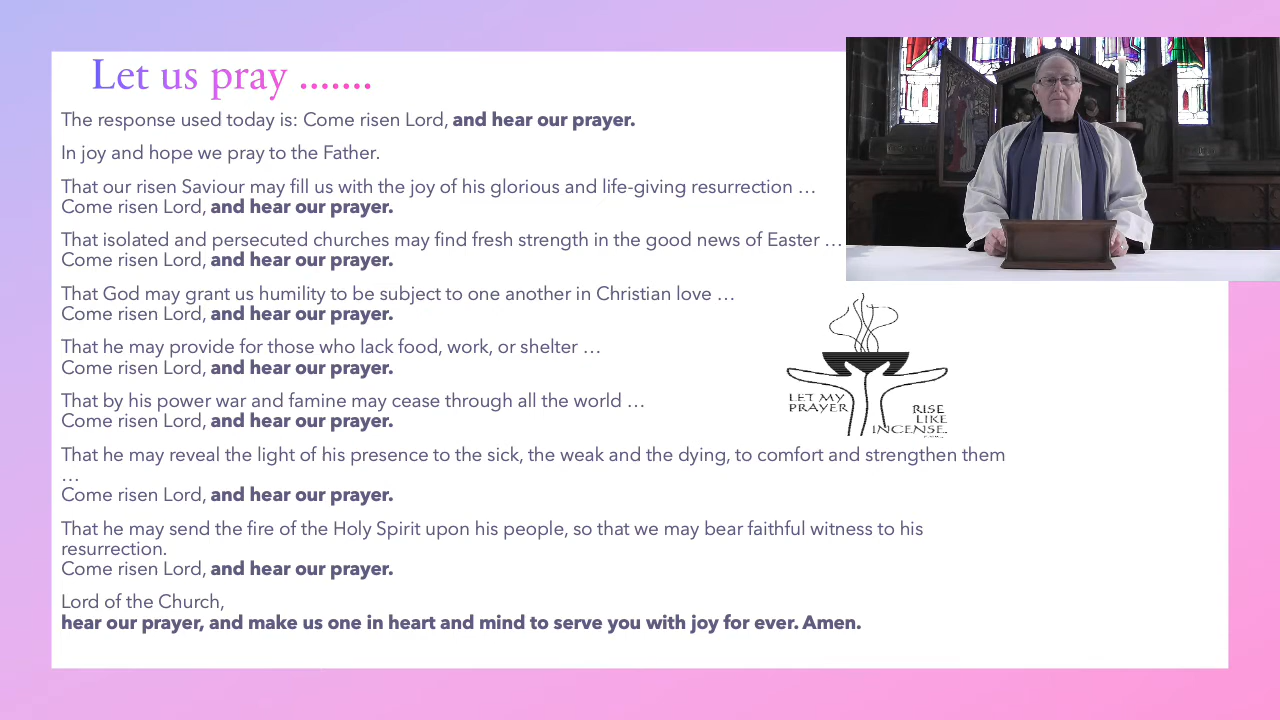 Let us pray .......
The response used today is: Come risen Lord, and hear our prayer.
In joy and hope we pray to the Father.
That our risen Saviour may fill us with the joy of his glorious and life-giving resurrection …
Come risen Lord, and hear our prayer.
That isolated and persecuted churches may find fresh strength in the good news of Easter …
Come risen Lord, and hear our prayer.
That God may grant us humility to be subject to one another in Christian love …
Come risen Lord, and hear our prayer.
That he may provide for those who lack food, work, or shelter …
Come risen Lord, and hear our prayer.
That by his power war and famine may cease through all the world …
Come risen Lord, and hear our prayer.
That he may reveal the light of his presence to the sick, the weak and the dying, to comfort and strengthen them
…
Come risen Lord, and hear our prayer.
That he may send the fire of the Holy Spirit upon his people, so that we may bear faithful witness to his
resurrection.
Come risen Lord, and hear our prayer.
Lord of the Church,
hear our prayer, and make us one in heart and mind to serve you with joy for ever. Amen.
LET MY
PRAYER
RISE
LIKE
INCENSE.